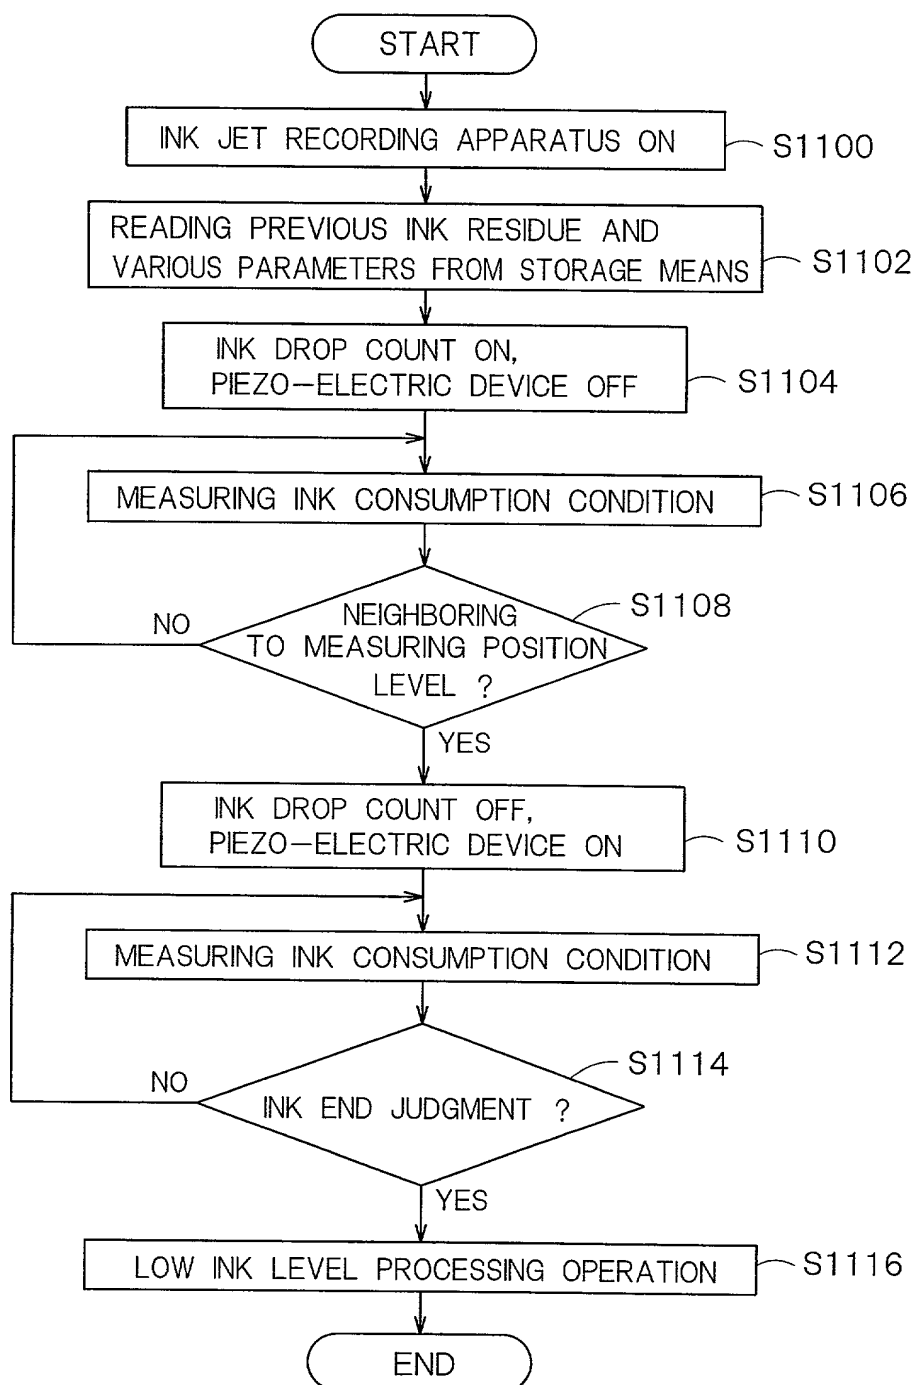 START
INK JET RECORDING APPARATUS ON
S1100
READING PREVIOUS INK RESIDUE AND
VARIOUS PARAMETERS FROM STORAGE MEANS
S1102
INK DROP COUNT ON,
PIEZO-ELECTRIC DEVICE OFF
S1104
MEASURING INK CONSUMPTION CONDITION
S1106
NEIGHBORING
TO MEASURING POSITION
LEVEL ?
S1108
NO
YES
INK DROP COUNT OFF,
PIEZO-ELECTRIC DEVICE ON
S1110
MEASURING INK CONSUMPTION CONDITION
S1112
INK END JUDGMENT ?
S1114
NO
YES
LOW INK LEVEL PROCESSING OPERATION
S1116
END